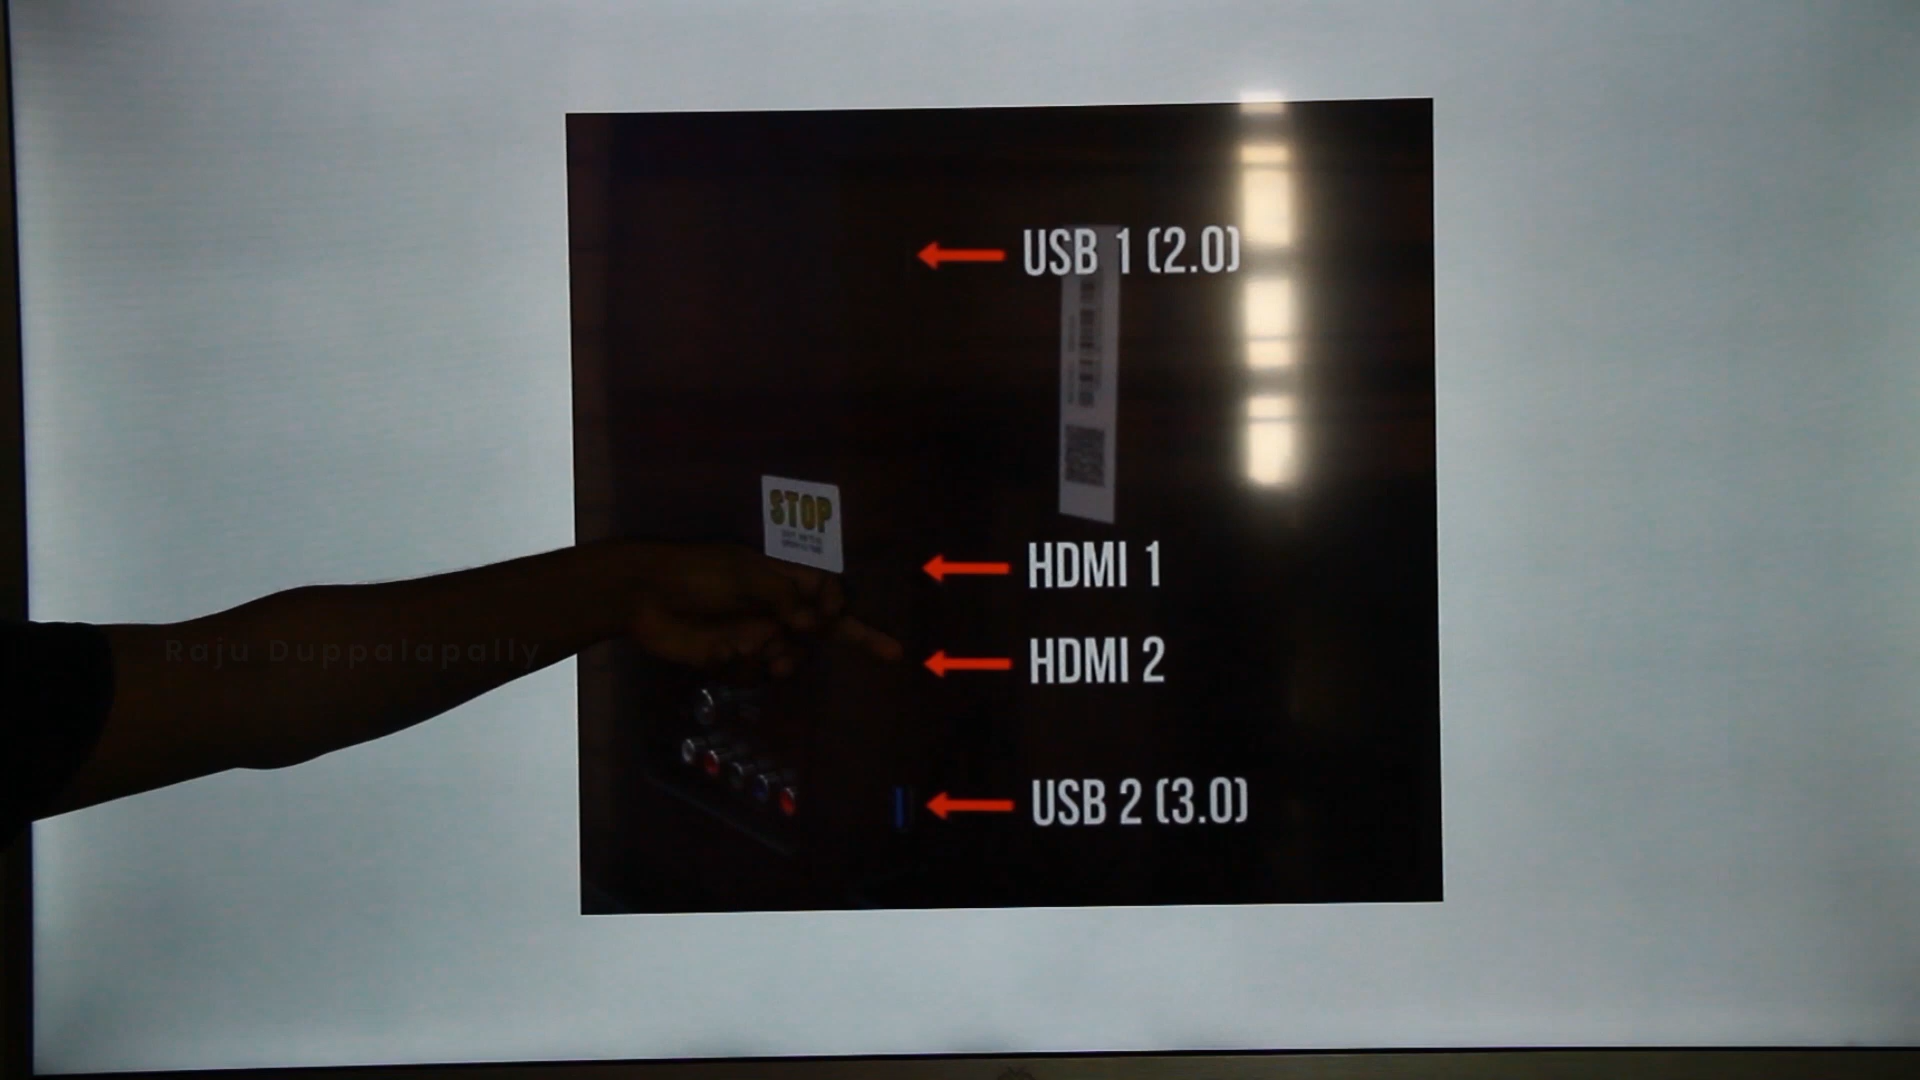 USB 1 (2.0)
STOP
HDMI 1
HDMI 2
Raju Duppalapally
USB 2 (3.0)